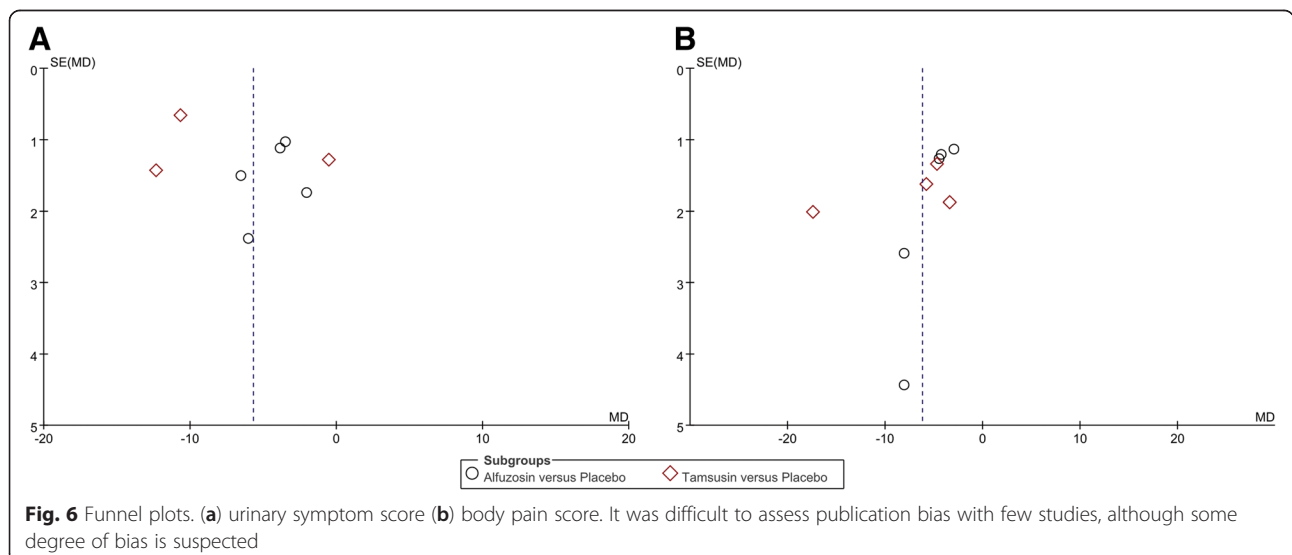 A
B
SE(MD)
0
1
2
3
4
5
-20
-10
0
10
20
MD
SE(MD)
0
1
2
3
4
5
-20
-10
0
10
20
MD
Subgroups
Alfuzosin versus Placebo
Tamsusin versus Placebo
Fig. 6 Funnel plots. (a) urinary symptom score (b) body pain score. It was difficult to assess publication bias with few studies, although some
degree of bias is suspected